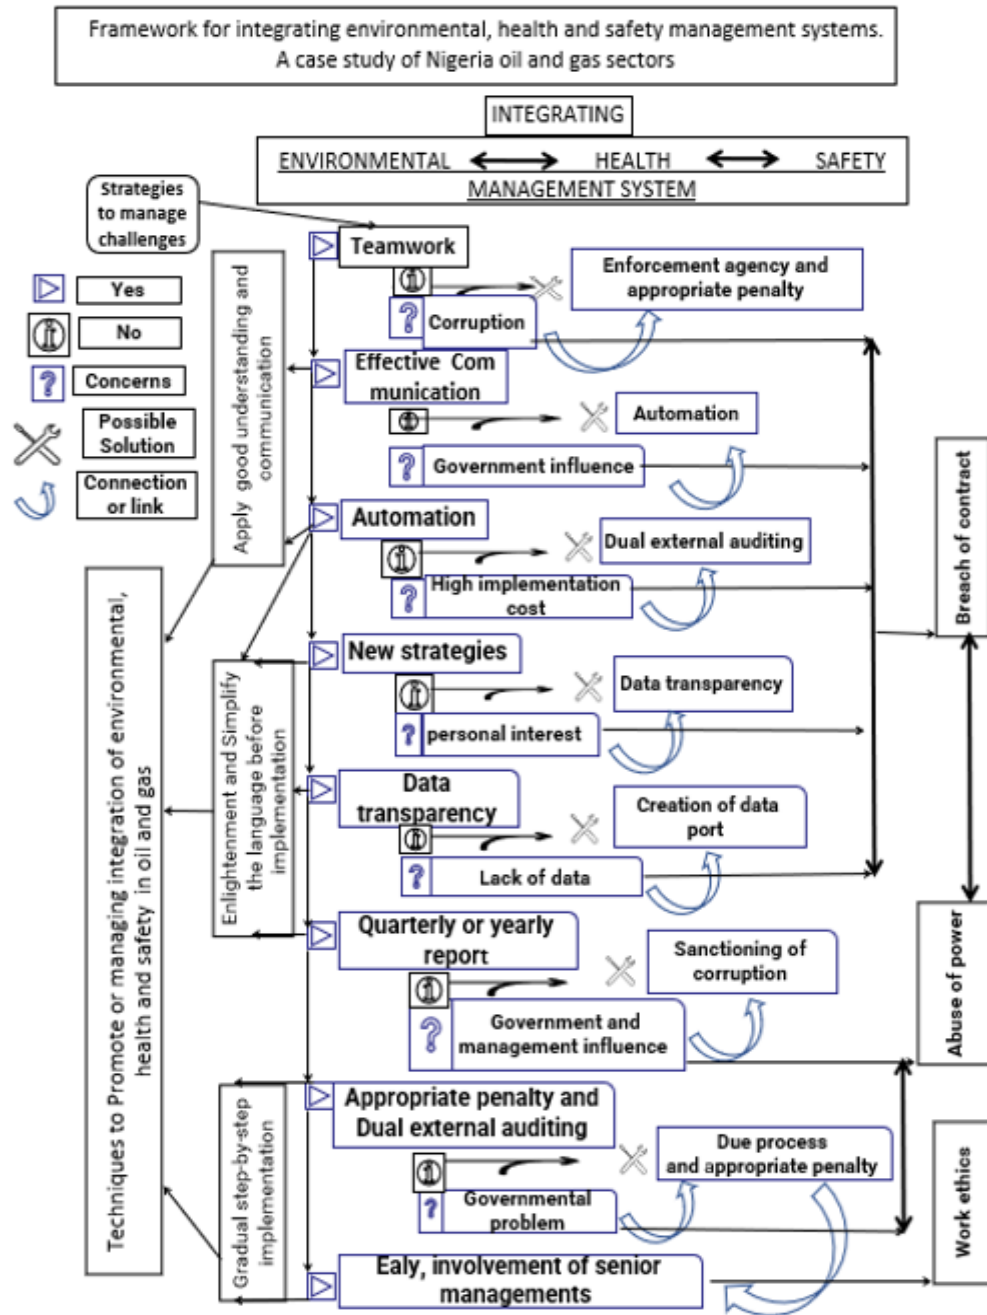 Framework for integrating environmental, health and safety management systems.
A case study of Nigeria oil and gas sectors
INTEGRATING
ENVIRONMENTAL HEALTH SAFETY
MANAGEMENT SYSTEM
Strategies
to manage
challenges
Yes
No
Concerns
Possible
Solution
Connection
or link
Teamwork
Enforcement agency and
appropriate penalty
Corruption
Effective Com
munication
Automation
Government influence
Automation
Dual external auditing
High implementation
cost
New strategies
Data transparency
personal interest
Data
transparency
Creation of data
port
Lack of data
Quarterly or yearly
report
Sanctioning of
corruption
Government and
management influence
Appropriate penalty and
Dual external auditing
Due process
and appropriate penalty
Governmental
problem
Ealy, involvement of senior
managements
Apply good understanding and
communication
Enlightenment and Simplify
the language before
implementation
Gradual step-by-step
implementation
Techniques to Promote or managing integration of environmental,
health and safety in oil and gas
Breach of contract
Abuse of power
Work ethics